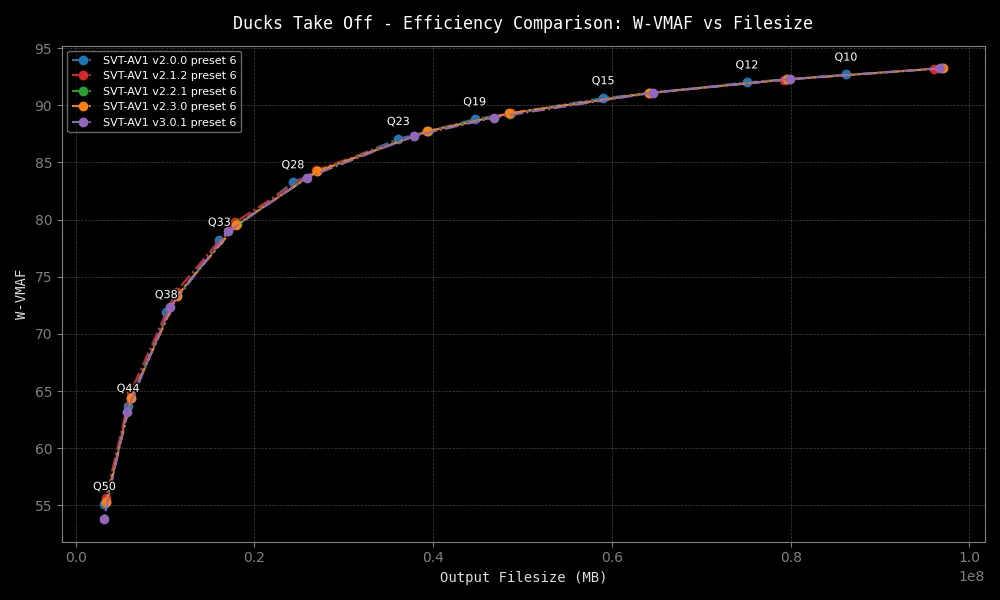 Ducks Take Off - Efficiency Comparison: W-VMAF vs Filesize
SVT-AV1 v2.0.0 preset 6
SVT-AV1 v2.1.2 preset 6
SVT-AV1 v2.2.1 preset 6
SVT-AV1 v2.3.0 preset 6
SVT-AV1 v3.0.1 preset 6
95
90
85
80
75
70
65
60
55
W-VMAF
Q10
Q12
Q15
Q19
Q23
Q28
Q33
Q38
Q44
Q50
0.0 0.2 0.4 0.6 0.8 1.0
1e8
Output Filesize (MB)